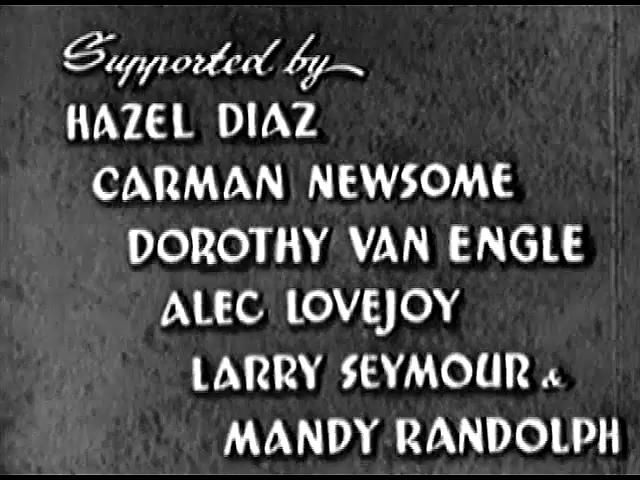 Supported by
HAZEL DIAZ
CARMAN NEWSOME
DOROTHY VAN ENGLE
ALEC LOVEJOY
LARRY SEYMOUR &
MANDY RANDOLPH